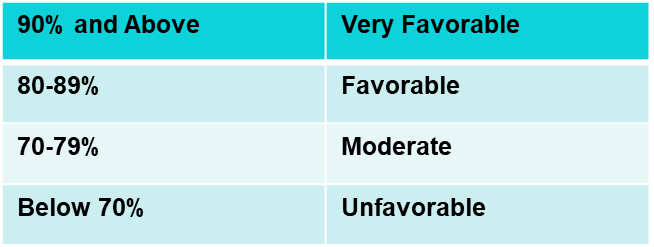 90% and Above Very Favorable
80-89% Favorable
70-79% Moderate
Below 70% Unfavorable